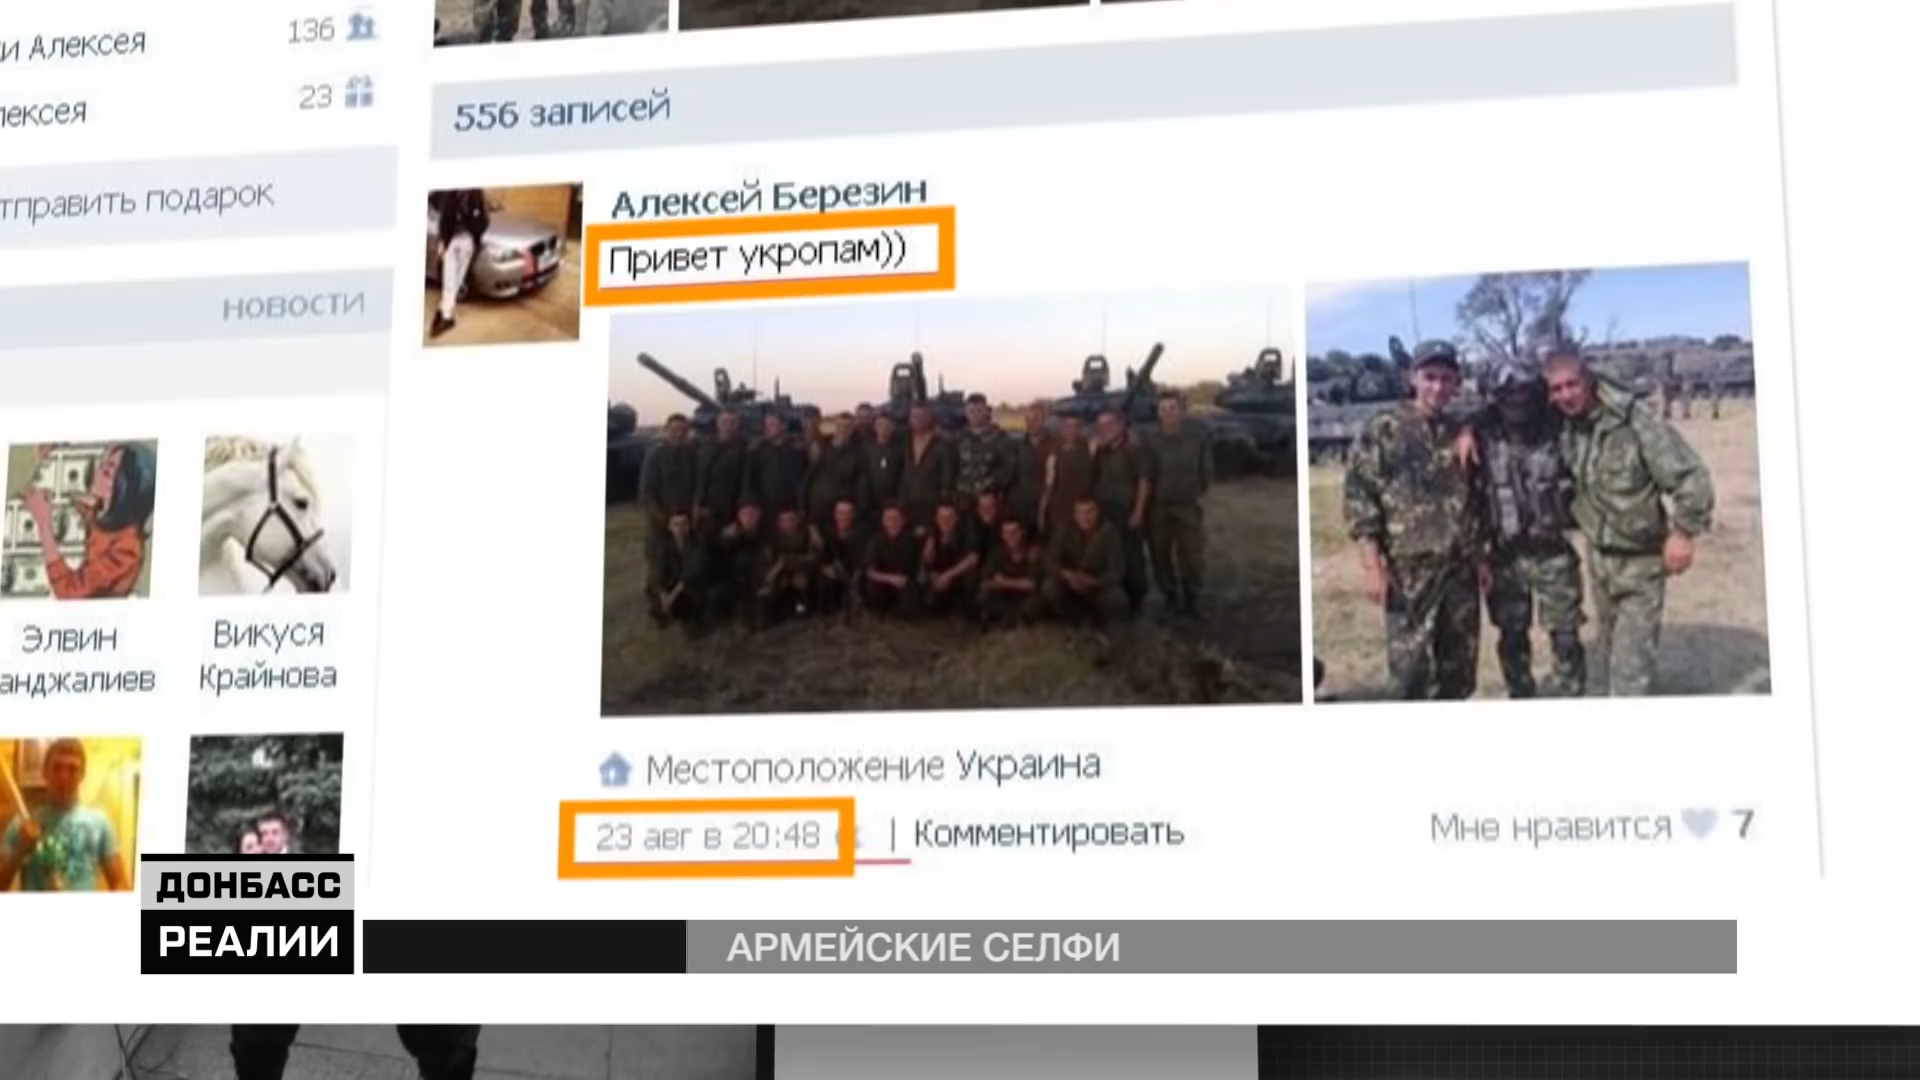 и Алексея 136
лексея 23
тправить подарок
новости
Элвин
анджалиев
Викуся
Крайнова
556 записей
Алексей Березин
Привет укропам))
Местоположение Украина
23 авг в 20:48 | Комментировать
Мне нравится 7
ДОНБАСС
РЕАЛИИ
АРМЕЙСКИЕ СЕЛФИ